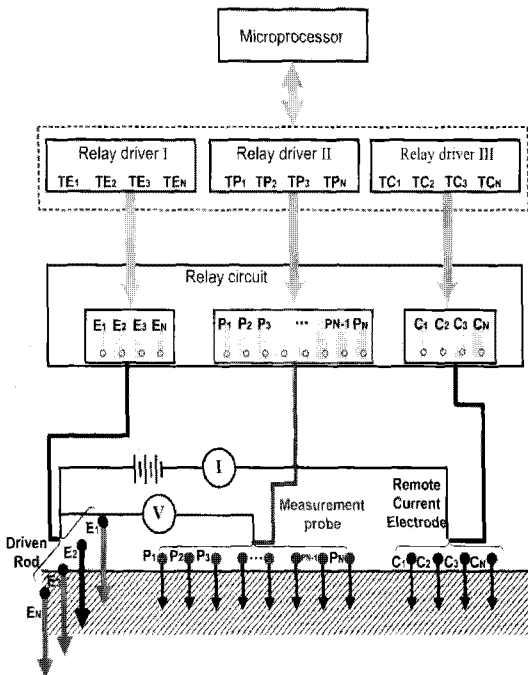 Microprocessor
Relay driver I
TE1 TE2 TE3 TEN
Relay driver II
TP1 TP2 TP3 TPN
Relay driver III
TC1 TC2 TC3 TCN
Relay circuit
E1 E2 E3 EN
P1 P2 P3 ... PN-1 PN
C1 C2 C3 CN
I
V
Measurement
probe
Remote
Current
Electrode
Driven
Rod
E1
E2
EN
P1 P2 P3 ... PN-1 PN
C1 C2 C3 CN